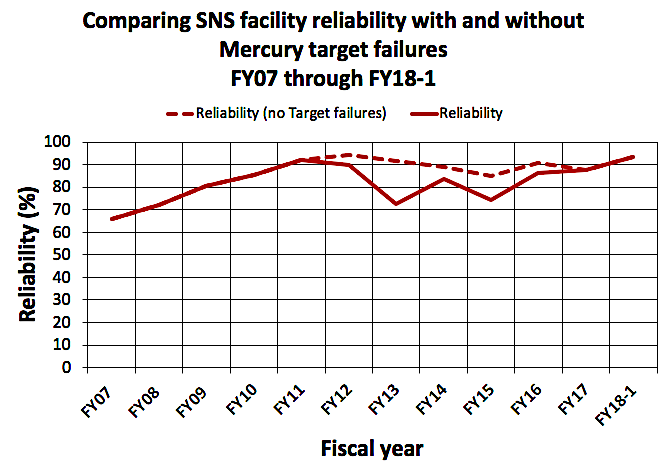 Comparing SNS facility reliability with and without
Mercury target failures
FY07 through FY18-1
Reliability (no Target failures)
Reliability
Reliability (%)
100
90
80
70
60
50
40
30
20
10
0
FY07
FY08
FY09
FY10
FY11
FY12
FY13
FY14
FY15
FY16
FY17
FY18-1
Fiscal year